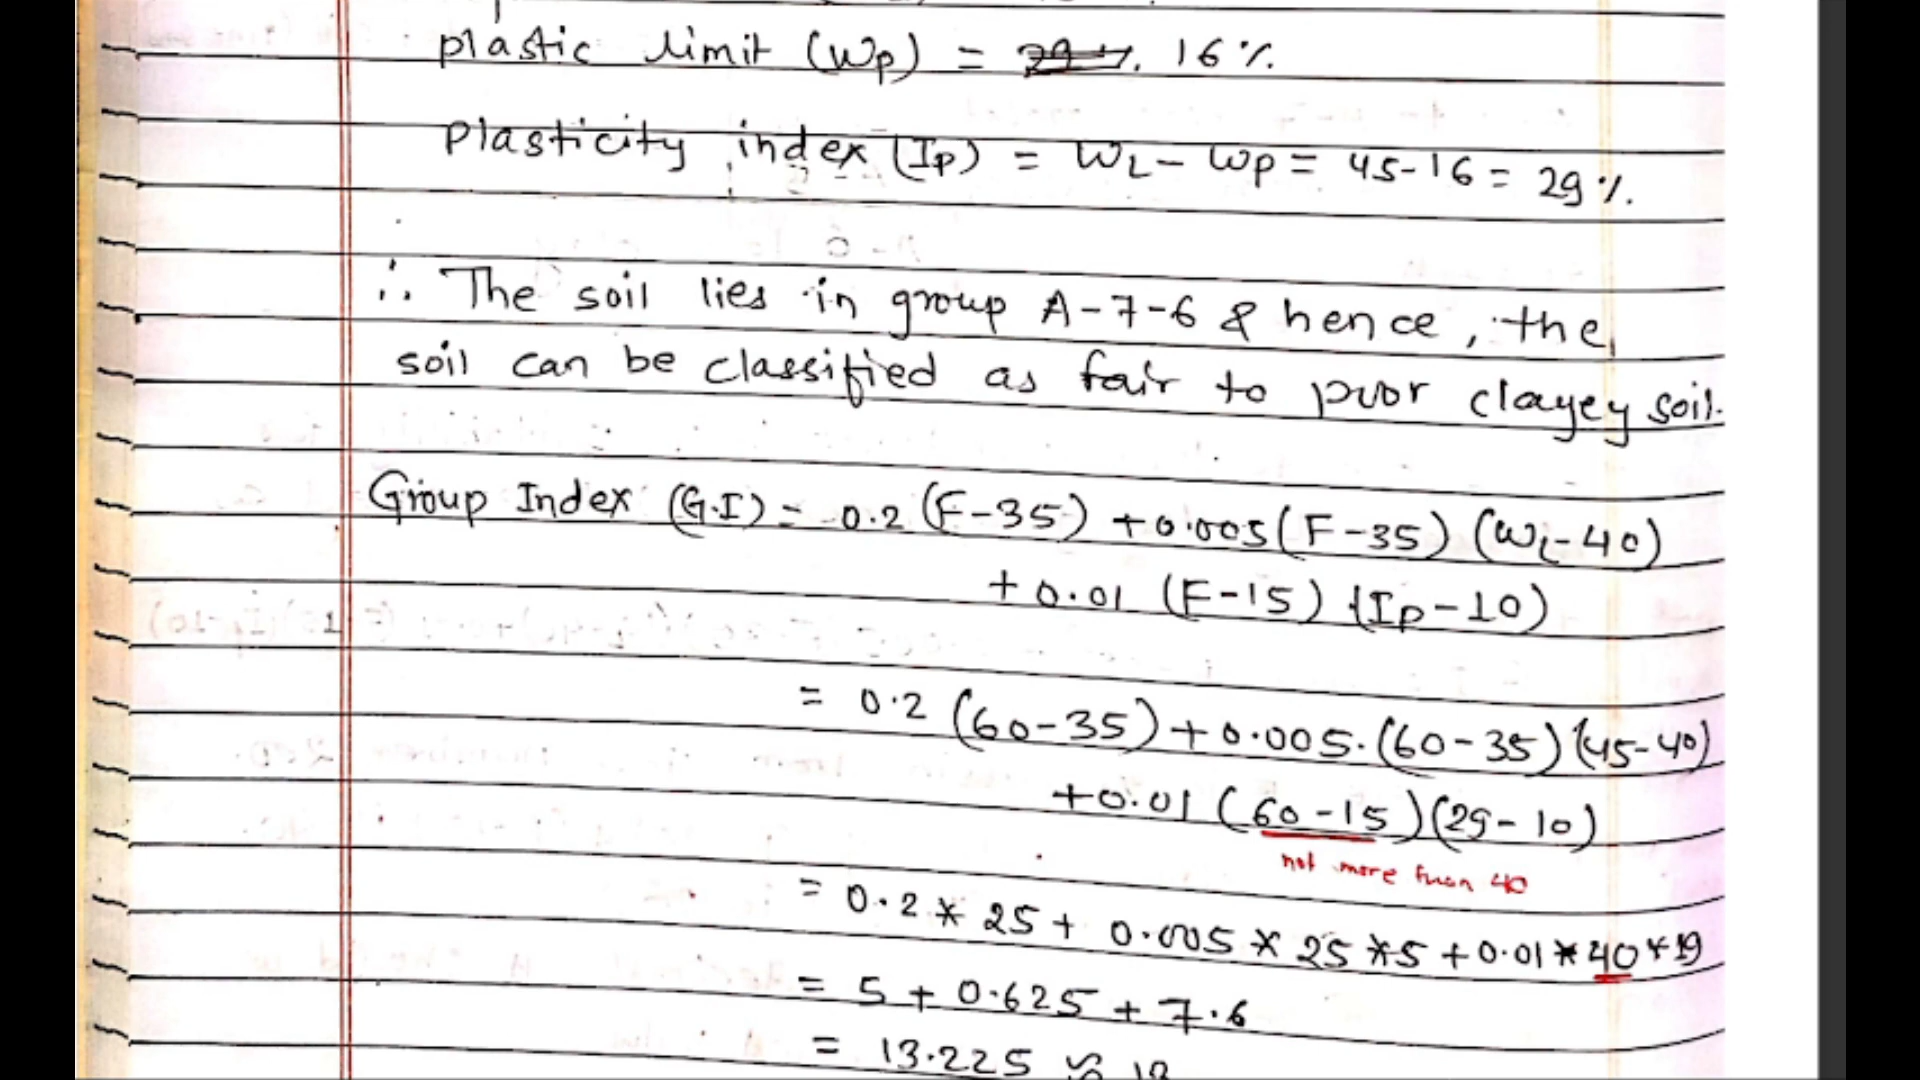 plastic limit (Wp) = 16%.
plasticity index (Ip) = WL - Wp = 45-16 = 29%.
∴ The soil lies in group A-7-6 & hence, the
soil can be classified as fair to poor clayey soil.
Group Index (G.I) = 0.2 (F-35) + 0.005 (F-35) (WL-40)
+ 0.01 (F-15) (Ip-10)
= 0.2 (60-35) + 0.005. (60-35) (45-40)
+0.01 (60-15) (29-10)
not more than 40
= 0.2 * 25 + 0.005 * 25 * 5 + 0.01 * 40 * 19
= 5 + 0.625 + 7.6
= 13.225 ≈ 13